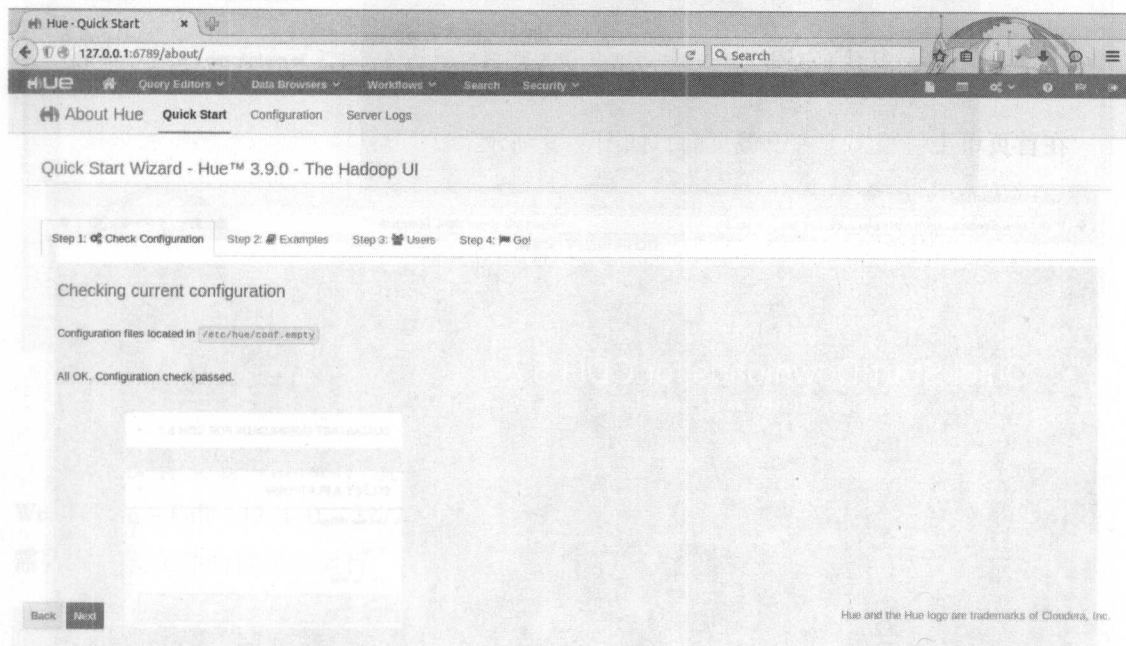 Hue - Quick Start
127.0.0.1:6789/about/
Search
HUE Query Editors Data Browsers Workflows Search Security
About Hue Quick Start Configuration Server Logs
Quick Start Wizard - Hue™ 3.9.0 - The Hadoop UI
Step 1: Check Configuration Step 2: Examples Step 3: Users Step 4: Go!
Checking current configuration
Configuration files located in /etc/hue/conf.empty
All OK. Configuration check passed.
Back Next
Hue and the Hue logo are trademarks of Cloudera, Inc.